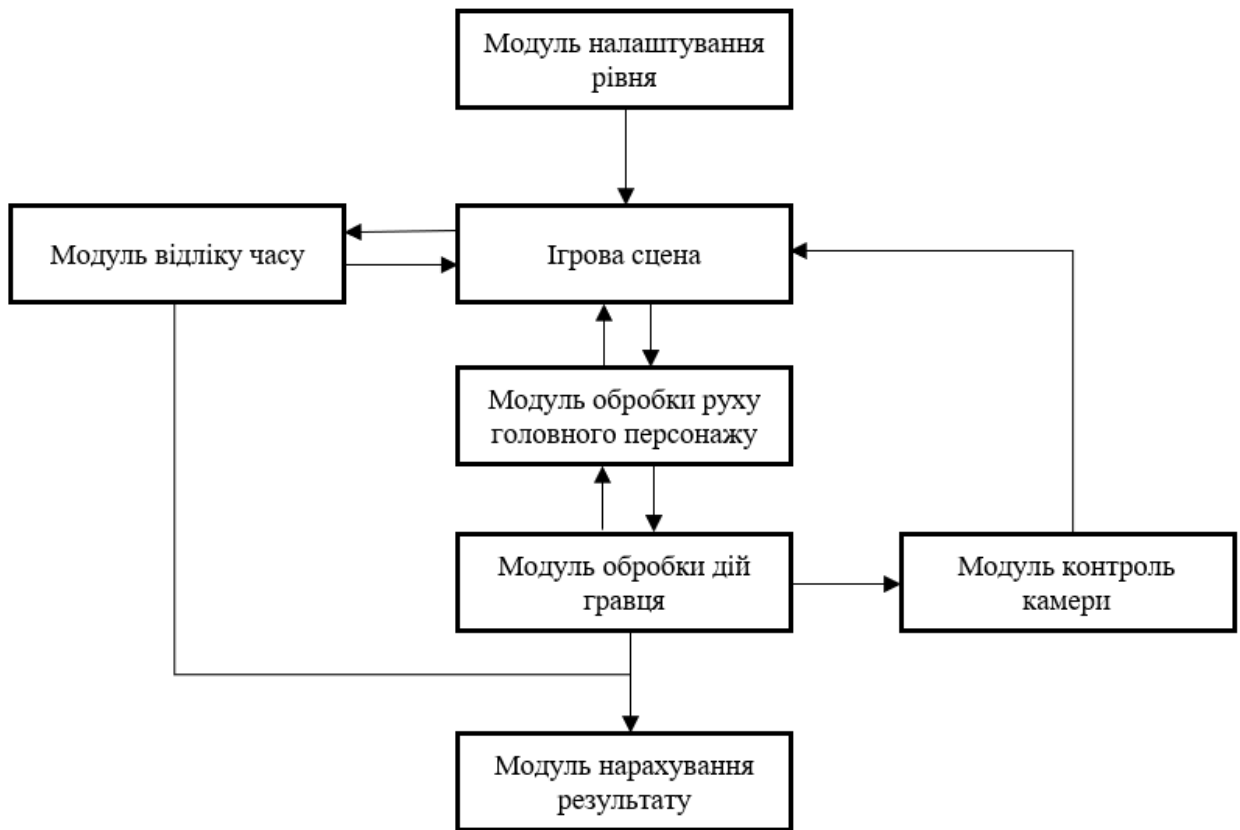 Модуль налаштування
рівня
Модуль відліку часу
Ігрова сцена
Модуль обробки руху
головного персонажу
Модуль обробки дій
гравця
Модуль контроль
камери
Модуль нарахування
результату